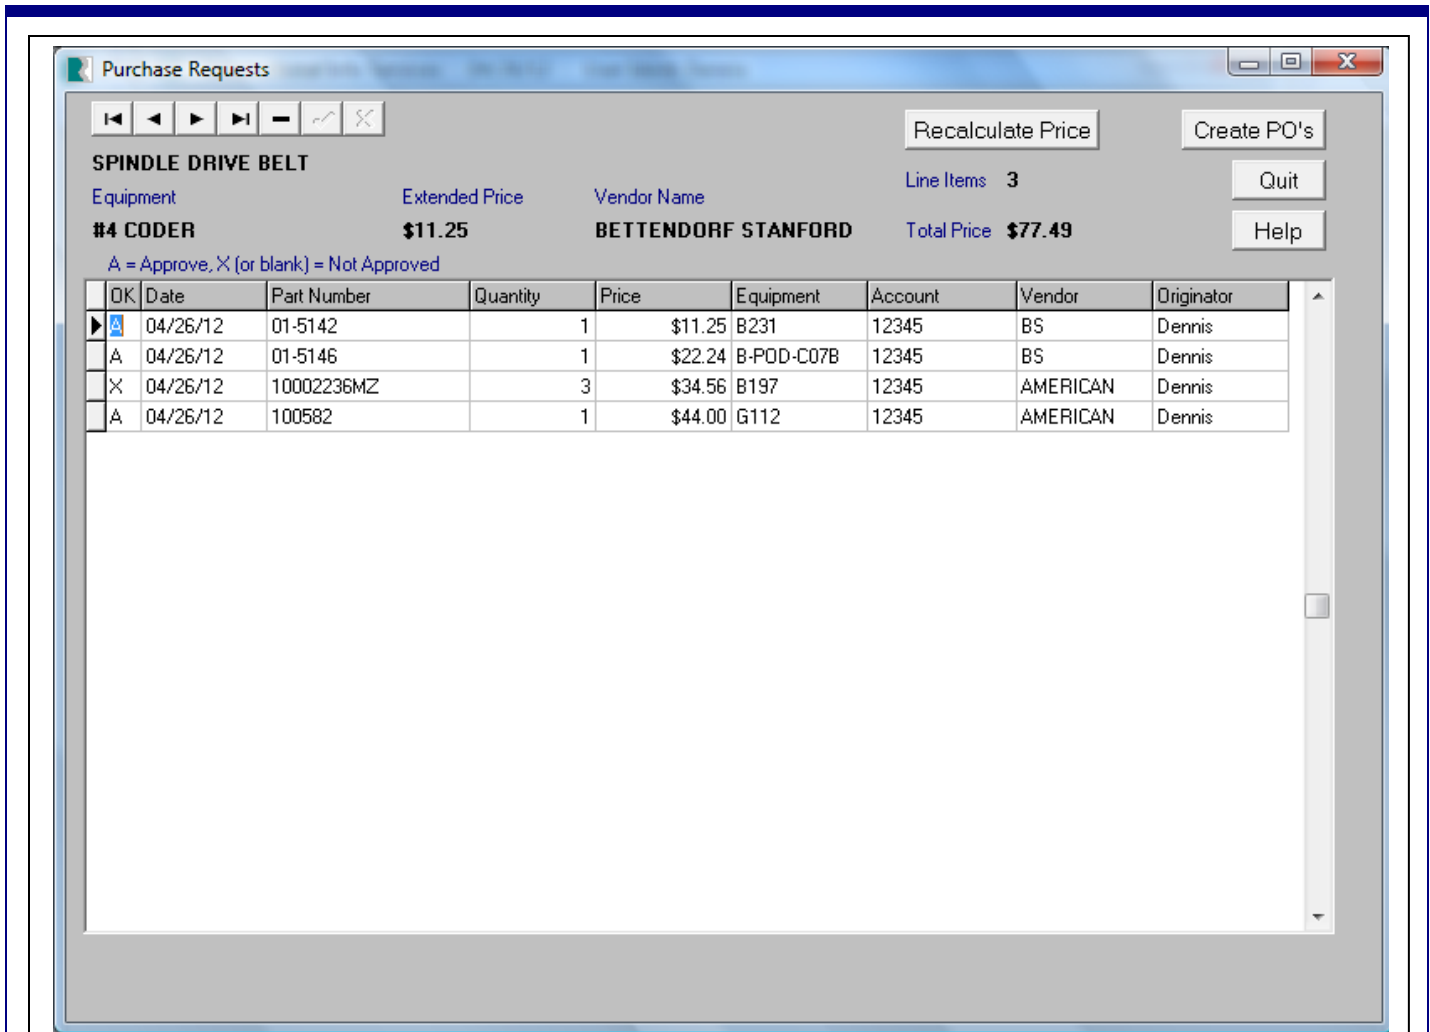 Purchase Requests
Recalculate Price Create PO's
SPINDLE DRIVE BELT
Line Items 3 Quit
Equipment Extended Price Vendor Name
#4 CODER $11.25 BETTENDORF STANFORD Total Price $77.49 Help
A = Approve, X (or blank) = Not Approved
OK Date Part Number Quantity Price Equipment Account Vendor Originator
A 04/26/12 01-5142 1 $11.25 B231 12345 BS Dennis
A 04/26/12 01-5146 1 $22.24 B-POD-C07B 12345 BS Dennis
X 04/26/12 10002236MZ 3 $34.56 B197 12345 AMERICAN Dennis
A 04/26/12 100582 1 $44.00 G112 12345 AMERICAN Dennis